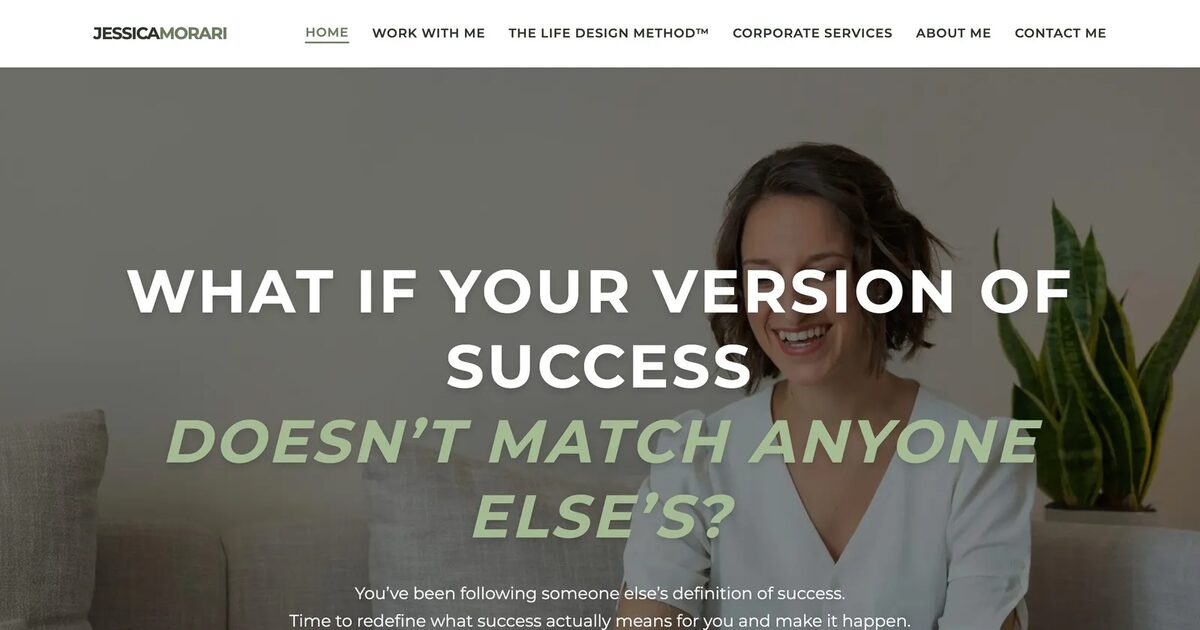 JESSICAMORARI
HOME
WORK WITH ME
THE LIFE DESIGN METHOD™
CORPORATE SERVICES
ABOUT ME
CONTACT ME
WHAT IF YOUR VERSION OF
SUCCESS
DOESN’T MATCH ANYONE
ELSE’S?
You’ve been following someone else’s definition of success.
Time to redefine what success actually means for you and make it happen.